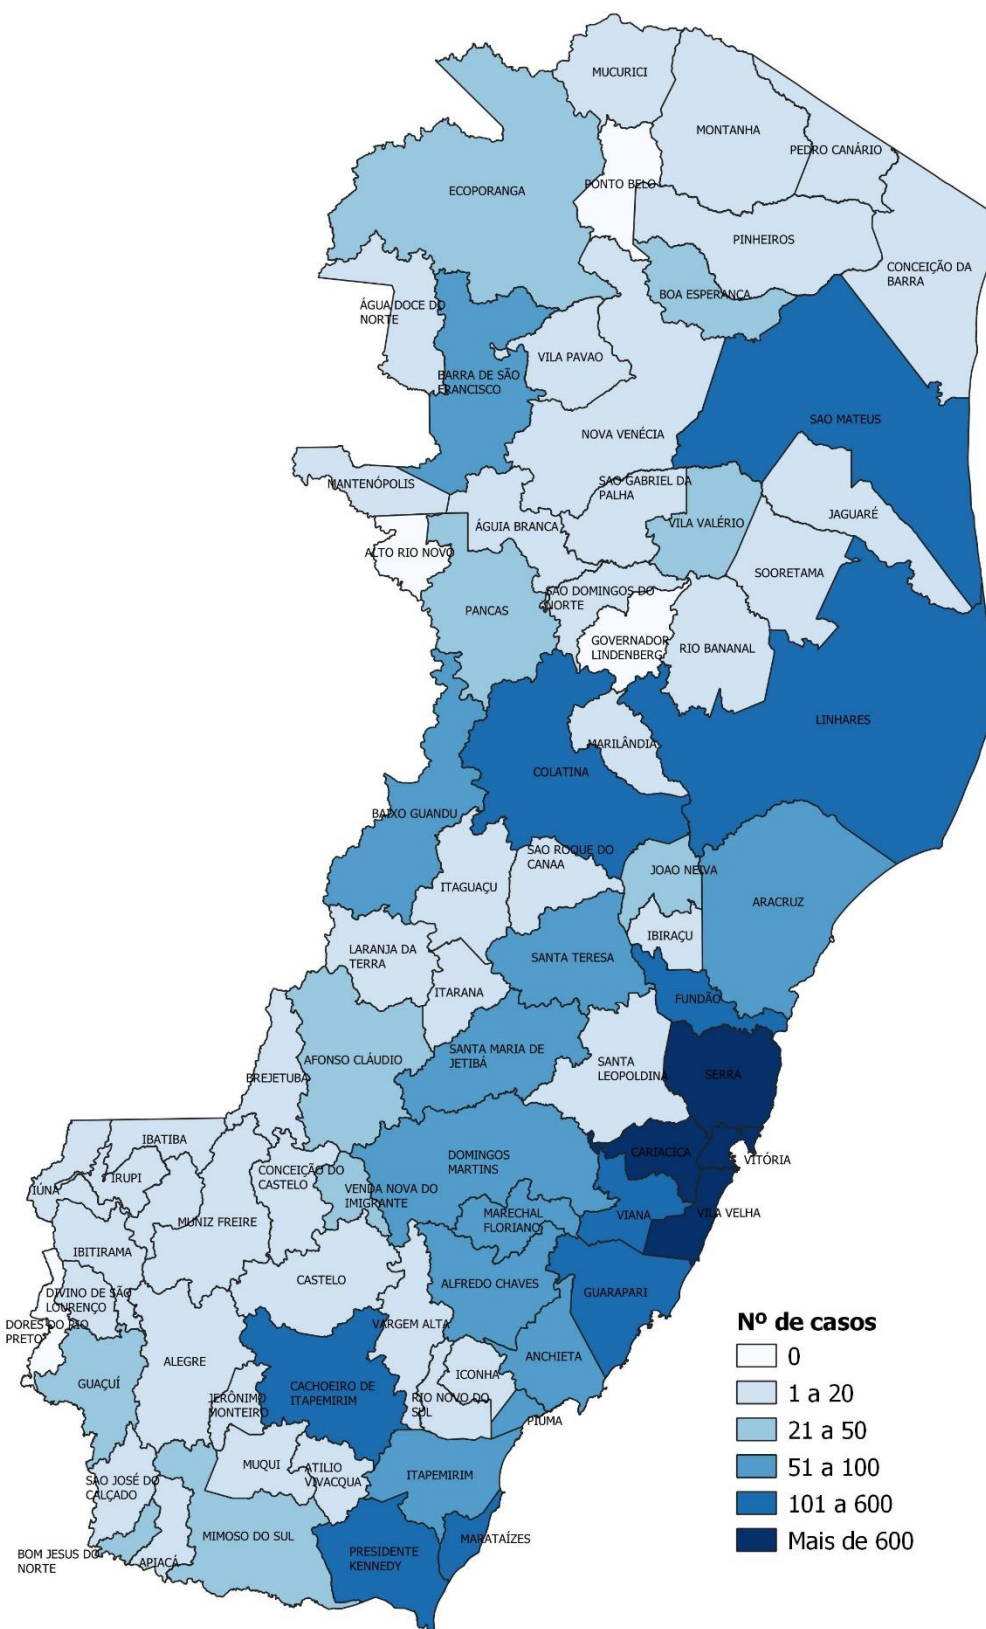 MUCURICI
MONTANHA
PEDRO CANÁRIO
ECOPORANGA
PONTO BELO
PINHEIROS
CONCEIÇÃO DA
BARRA
BOA ESPERANÇA
ÁGUA DOCE DO
NORTE
VILA PAVAO
BARRA DE SÃO
FRANCISCO
SAO MATEUS
NOVA VENÉCIA
MANTENÓPOLIS
SAO GABRIEL DA
PALHA
JAGUARÉ
ÁGUIA BRANCA
VILA VALÉRIO
ALTO RIO NOVO
SOORETAMA
SAO DOMINGOS DO
NORTE
PANCAS
GOVERNADOR
LINDENBERG
RIO BANANAL
LINHARES
MARILÂNDIA
COLATINA
BAIXO GUANDU
SAO ROQUE DO
CANAA
JOAO NEIVA
ITAGUAÇU
ARACRUZ
IBIRAÇU
LARANJA DA
TERRA
SANTA TERESA
ITARANA
FUNDÃO
SANTA MARIA DE
JETIBÁ
AFONSO CLÁUDIO
SANTA
LEOPOLDINA
SERRA
BREJETUBA
IBATIBA
DOMINGOS
MARTINS
CARIACICA
VITÓRIA
CONCEIÇÃO DO
CASTELO
IRUPI
IÚNA
VENDA NOVA DO
IMIGRANTE
MARECHAL
FLORIANO
VIANA
VILA VELHA
MUNIZ FREIRE
IBITIRAMA
CASTELO
ALFREDO CHAVES
GUARAPARI
DIVINO DE SÃO
LOURENÇO
DORES DO RIO
PRETO
VARGEM ALTA
ALEGRE
ANCHIETA
ICONHA
GUAÇUÍ
CACHOEIRO DE
ITAPEMIRIM
JERÔNIMO
MONTEIRO
RIO NOVO DO
SUL
PIUMA
MUQUI
ATILIO
VIVACQUA
ITAPEMIRIM
SAO JOSÉ DO
CALÇADO
MIMOSO DO SUL
MARATAÍZES
BOM JESUS DO
NORTE
APIACÁ
PRESIDENTE
KENNEDY
Nº de casos
0
1 a 20
21 a 50
51 a 100
101 a 600
Mais de 600